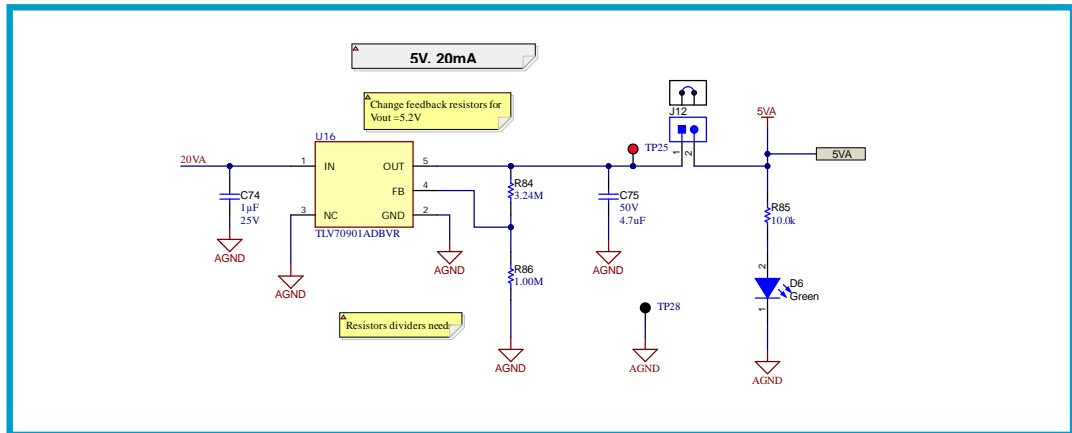 5V, 20mA
Change feedback resistors for
Vout =5.2V
J12
5VA
U16
20VA
1
IN
OUT
5
TP25
1
2
5VA
FB
4
R84
3.24M
C74
1µF
25V
C75
50V
4.7uF
R85
10.0k
3
NC
GND
2
TLV70901ADBVR
AGND
AGND
AGND
AGND
R86
1.00M
2
D6
Green
1
TP28
Resistors dividers need
AGND
AGND
AGND